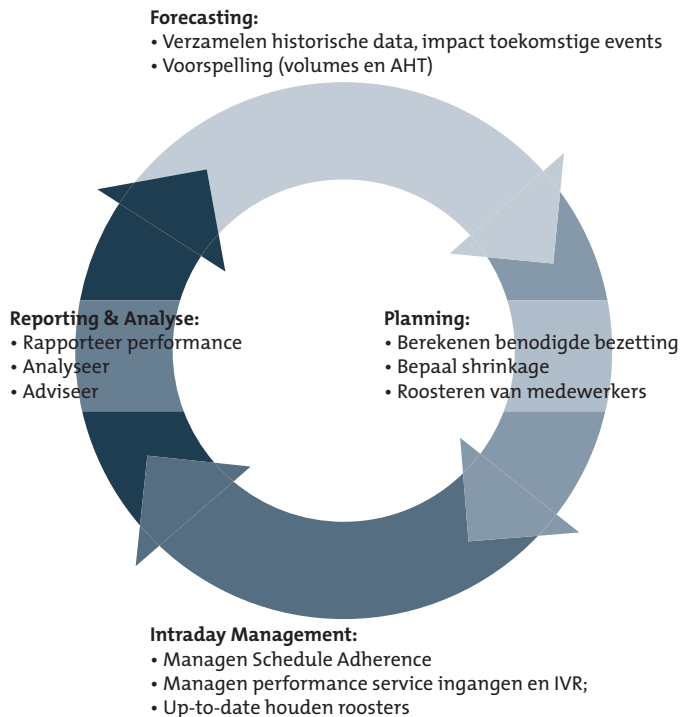 Forecasting:
• Verzamelen historische data, impact toekomstige events
• Voorspelling (volumes en AHT)
Reporting & Analyse:
• Rapporteer performance
• Analyseer
• Adviseer
Planning:
• Berekenen benodigde bezetting
• Bepaal shrinkage
• Roosteren van medewerkers
Intraday Management:
• Managen Schedule Adherence
• Managen performance service ingangen en IVR;
• Up-to-date houden roosters